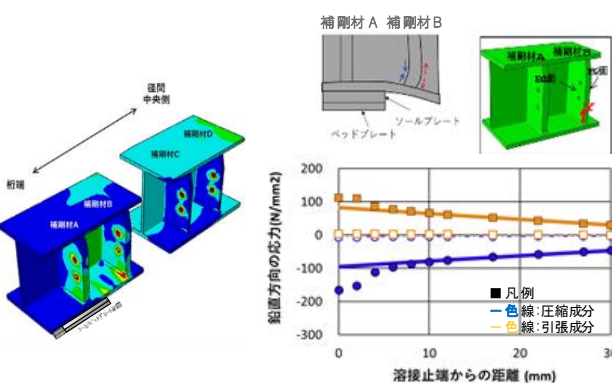 補剛材A 補剛材B
ソールプレート
ベッドプレート
補剛材A
補剛材B
径間
中央側
桁端
補剛材D
補剛材C
補剛材B
補剛材A
鉛直方向の応力(N/mm2)
200
100
0
-100
-200
-300
0
10
20
30
溶接止端からの距離 (mm)
■ 凡例
ー色線:圧縮成分
ー色線:引張成分